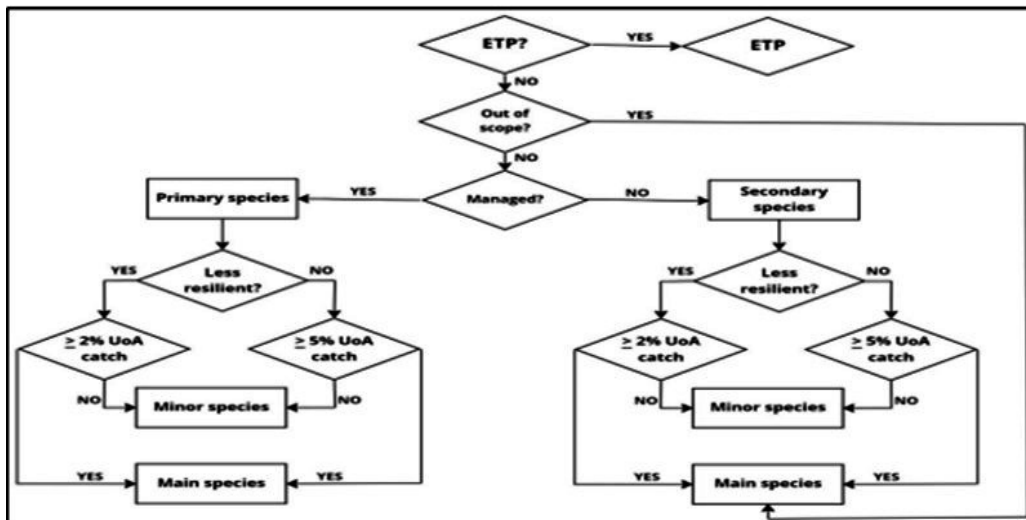 ETP?
YES
ETP
NO
Out of
scope?
YES
NO
Primary species
YES
Managed?
NO
Secondary
species
YES
Less
resilient?
NO
YES
Less
resilient?
NO
≥ 2% UoA
catch
≥ 5% UoA
catch
≥ 2% UoA
catch
≥ 5% UoA
catch
NO
Minor species
NO
NO
Minor species
NO
YES
Main species
YES
YES
Main species
YES